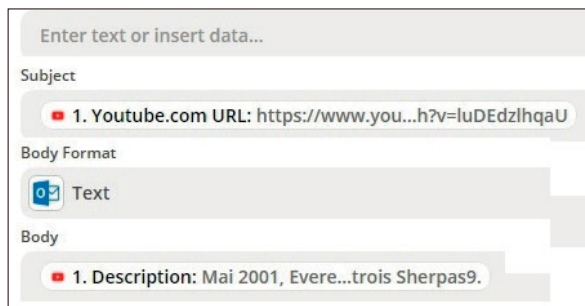 Enter text or insert data...
Subject
1. Youtube.com URL: https://www.you...h?v=luDEdzlhqaU
Body Format
Text
Body
1. Description: Mai 2001, Evere...trois Sherpas9.